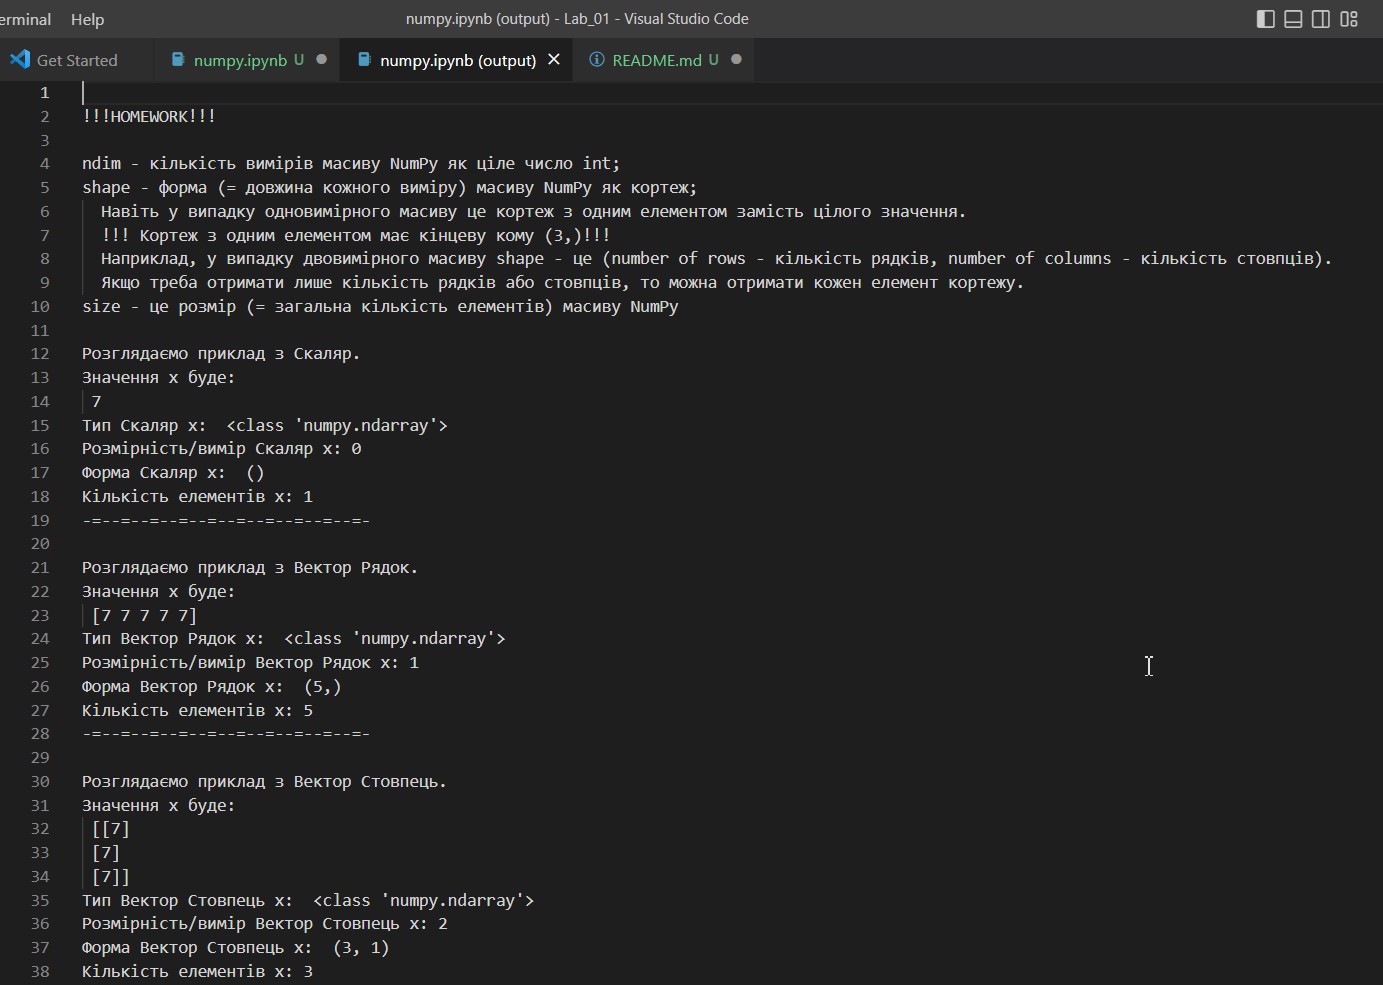 erminal Help numpy.ipynb (output) - Lab_01 - Visual Studio Code
Get Started numpy.ipynb U numpy.ipynb (output) README.md U
1
2 !!!HOMEWORK!!!
3
4 ndim - кількість вимірів масиву NumPy як ціле число int;
5 shape - форма (= довжина кожного виміру) масиву NumPy як кортеж;
6 Навіть у випадку одновимірного масиву це кортеж з одним елементом замість цілого значення.
7 !!! Кортеж з одним елементом має кінцеву кому (3,)!!!
8 Наприклад, у випадку двовимірного масиву shape - це (number of rows - кількість рядків, number of columns - кількість стовпців).
9 Якщо треба отримати лише кількість рядків або стовпців, то можна отримати кожен елемент кортежу.
10 size - це розмір (= загальна кількість елементів) масиву NumPy
11
12 Розглядаємо приклад з Скаляр.
13 Значення x буде:
14 7
15 Тип Скаляр x:  <class 'numpy.ndarray'>
16 Розмірність/вимір Скаляр x: 0
17 Форма Скаляр x:  ()
18 Кількість елементів x: 1
19 -=--=--=--=--=--=--=--=--=--=-
20
21 Розглядаємо приклад з Вектор Рядок.
22 Значення x буде:
23 [7 7 7 7 7]
24 Тип Вектор Рядок x:  <class 'numpy.ndarray'>
25 Розмірність/вимір Вектор Рядок x: 1
26 Форма Вектор Рядок x:  (5,)
27 Кількість елементів x: 5
28 -=--=--=--=--=--=--=--=--=--=-
29
30 Розглядаємо приклад з Вектор Стовпець.
31 Значення x буде:
32 [[7]
33 [7]
34 [7]]
35 Тип Вектор Стовпець x:  <class 'numpy.ndarray'>
36 Розмірність/вимір Вектор Стовпець x: 2
37 Форма Вектор Стовпець x:  (3, 1)
38 Кількість елементів x: 3